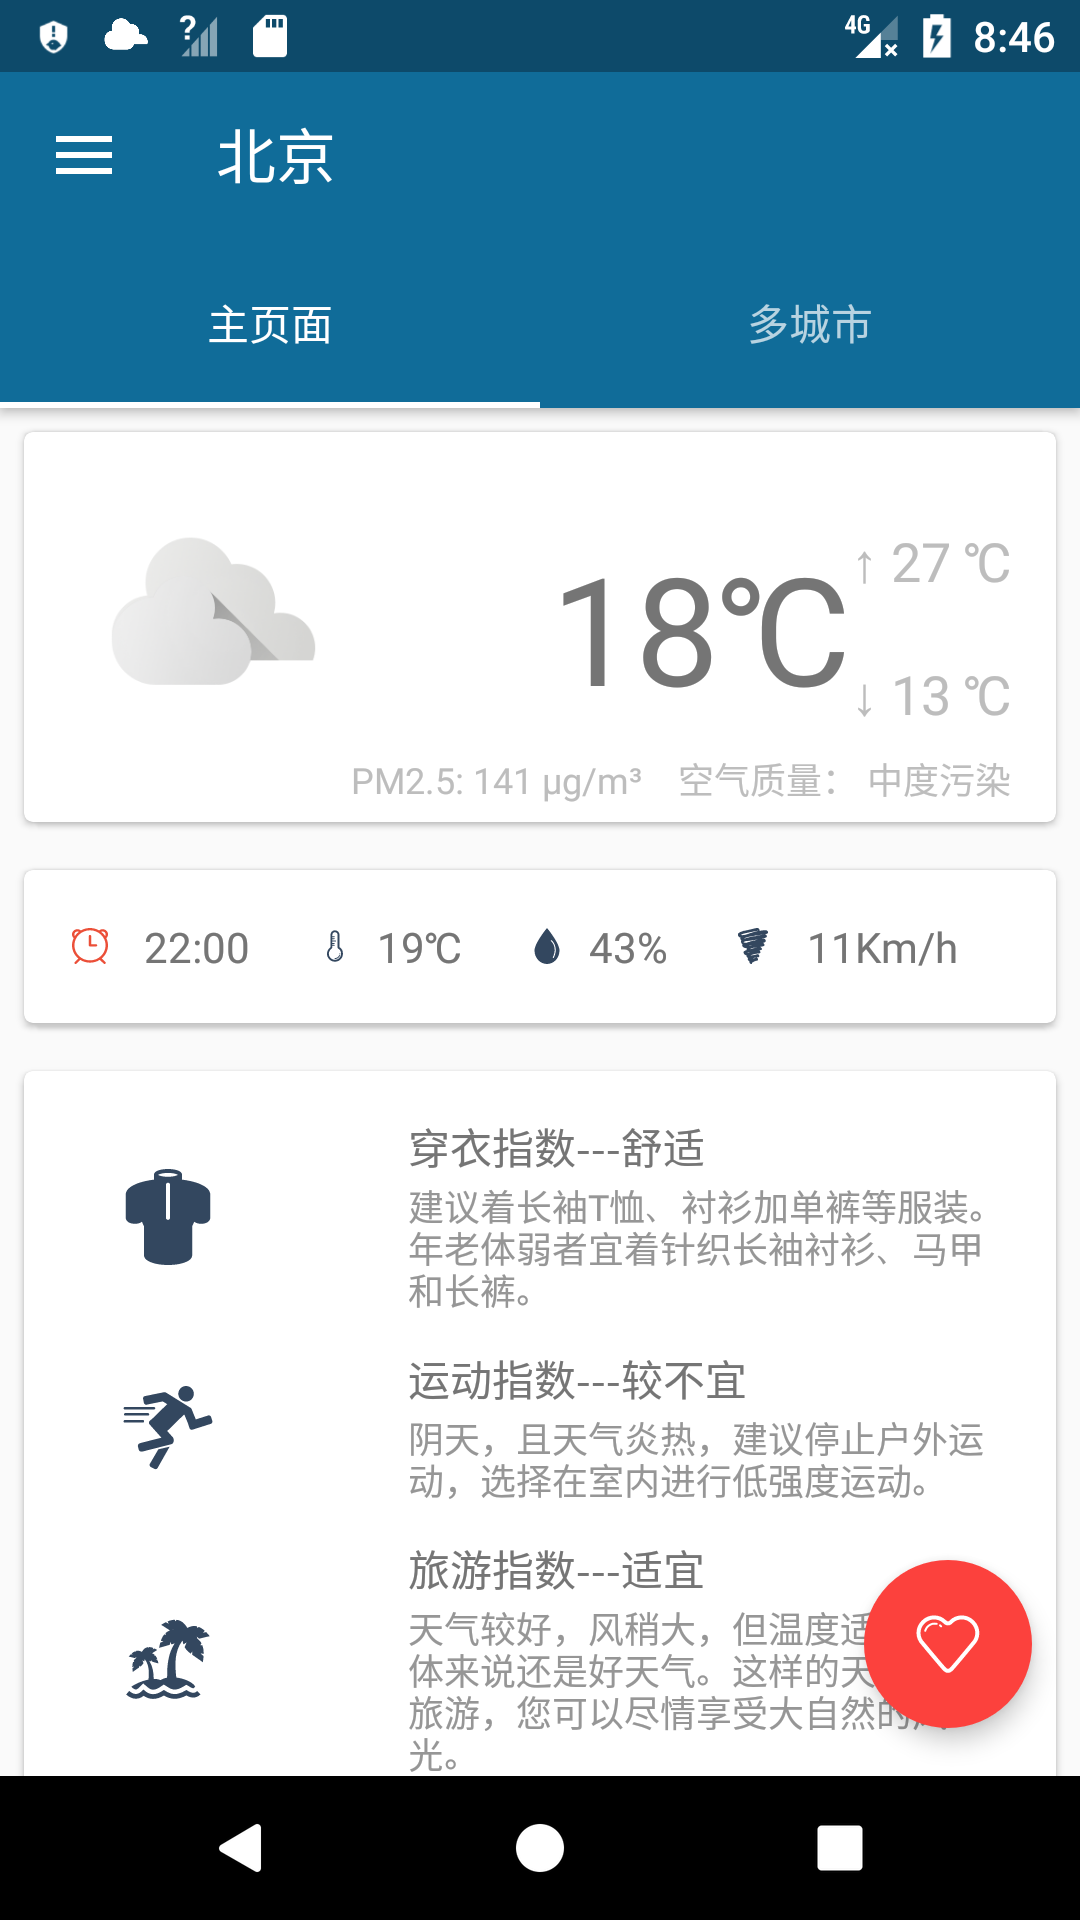 4G 8:46
北京
主页面 多城市
18℃
↑ 27 ℃
↓ 13 ℃
PM2.5: 141 μg/m³ 空气质量： 中度污染
22:00 19℃ 43% 11Km/h
穿衣指数---舒适
建议着长袖T恤、衬衫加单裤等服装。
年老体弱者宜着针织长袖衬衫、马甲
和长裤。
运动指数---较不宜
阴天，且天气炎热，建议停止户外运
动，选择在室内进行低强度运动。
旅游指数---适宜
天气较好，风稍大，但温度适
体来说还是好天气。这样的天
旅游，您可以尽情享受大自然的
光。